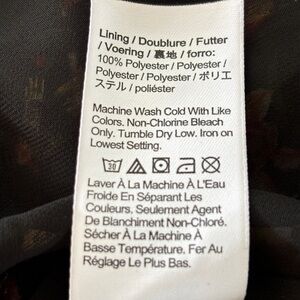 Lining / Doublure / Futter
/ Voering / 裏地 / forro:
100% Polyester / Polyester /
Polyester / Polyester / ポリエ
ステル / poliéster
Machine Wash Cold With Like
Colors. Non-Chlorine Bleach
Only. Tumble Dry Low. Iron on
Lowest Setting.
30
Laver À La Machine À L'Eau
Froide En Séparant Les
Couleurs. Seulement Agent
De Blanchiment Non-Chloré.
Sécher À La Machine À
Basse Température. Fer Au
Réglage Le Plus Bas.